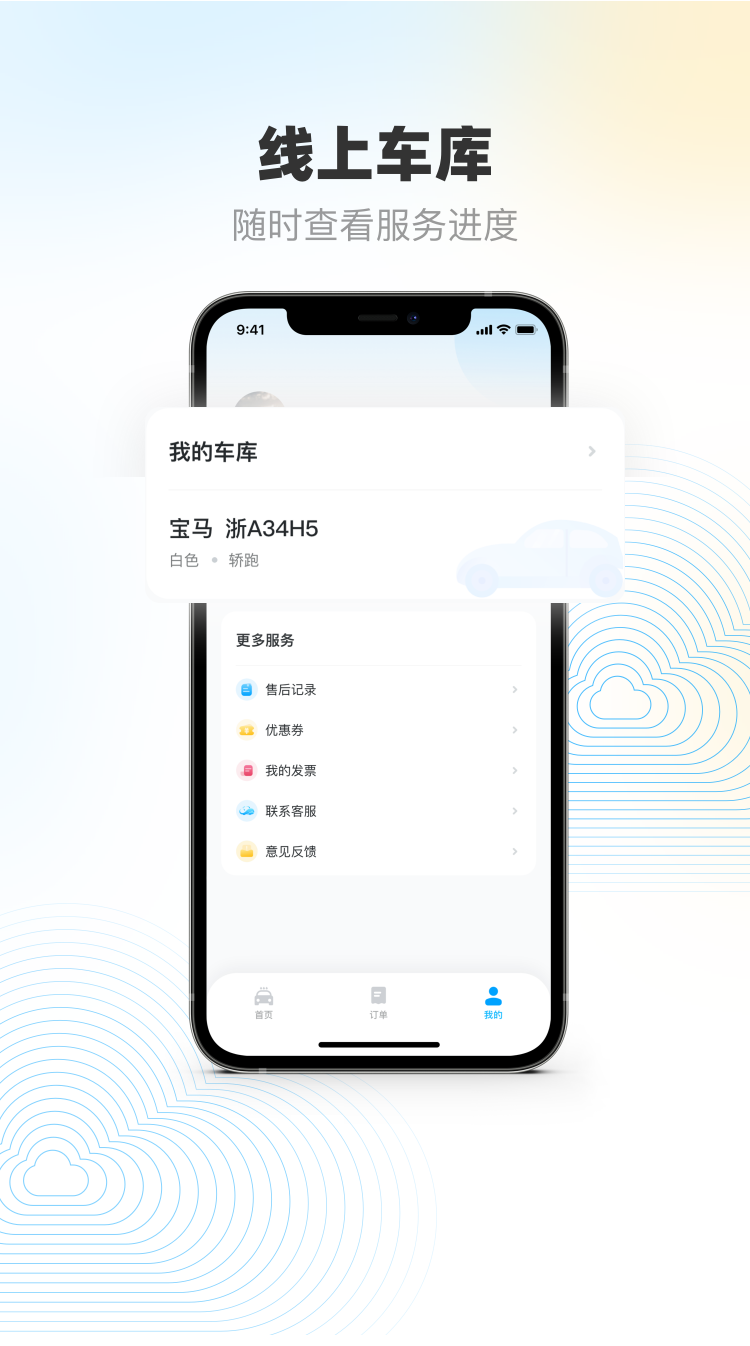 线上车库
随时查看服务进度
9:41
我的车库
宝马 浙A34H5
白色 • 轿跑
更多服务
售后记录
优惠券
我的发票
联系客服
意见反馈
首页 订单 我的